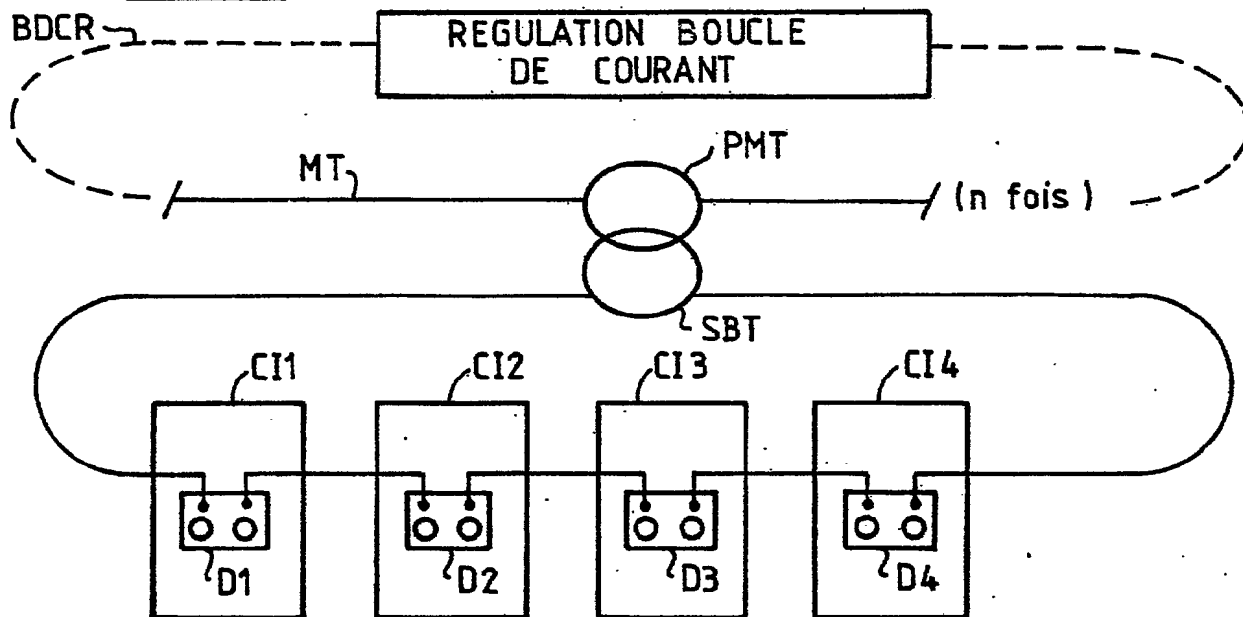 BDCR
REGULATION BOUCLE
DE COURANT
MT
PMT
(n fois)
SBT
CI1
CI2
CI3
CI4
D1
D2
D3
D4